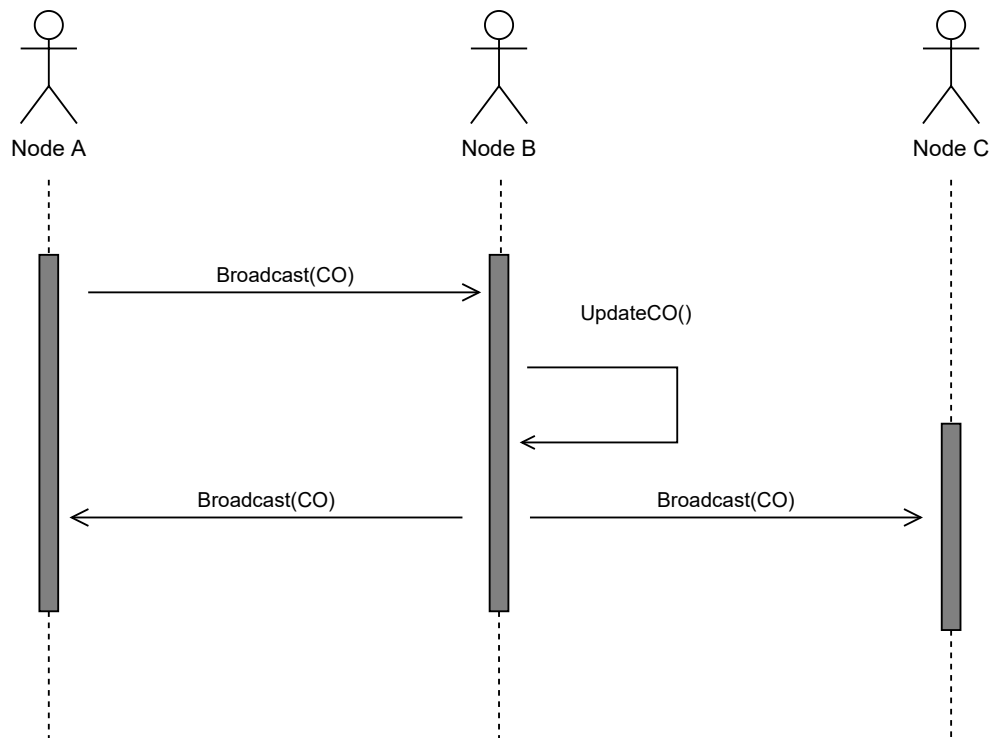 Node A
Node B
Node C
Broadcast(CO)
UpdateCO()
Broadcast(CO)
Broadcast(CO)